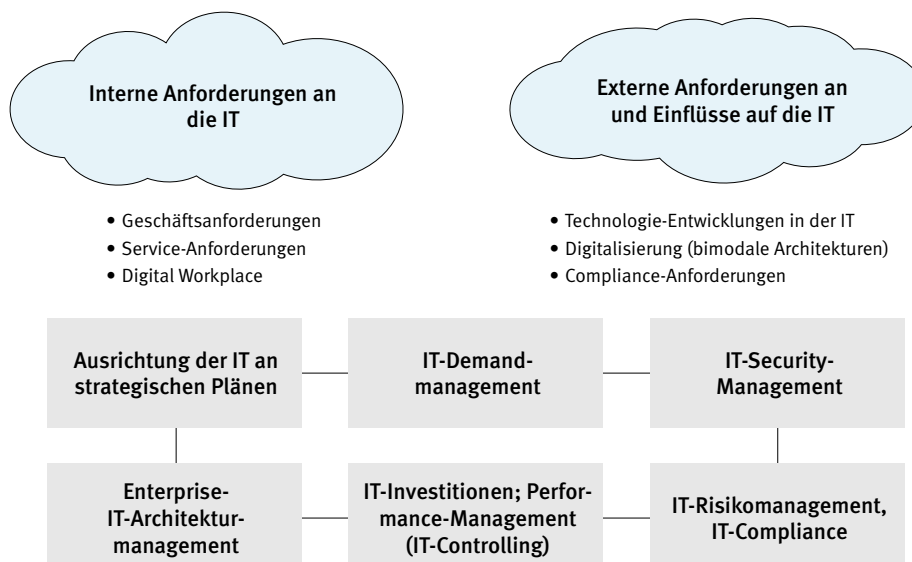 Interne Anforderungen an
die IT
Externe Anforderungen an
und Einflüsse auf die IT
• Geschäftsanforderungen
• Service-Anforderungen
• Digital Workplace
• Technologie-Entwicklungen in der IT
• Digitalisierung (bimodale Architekturen)
• Compliance-Anforderungen
Ausrichtung der IT an
strategischen Plänen
IT-Demand-
management
IT-Security-
Management
Enterprise-
IT-Architektur-
management
IT-Investitionen; Perfor-
mance-Management
(IT-Controlling)
IT-Risikomanagement,
IT-Compliance